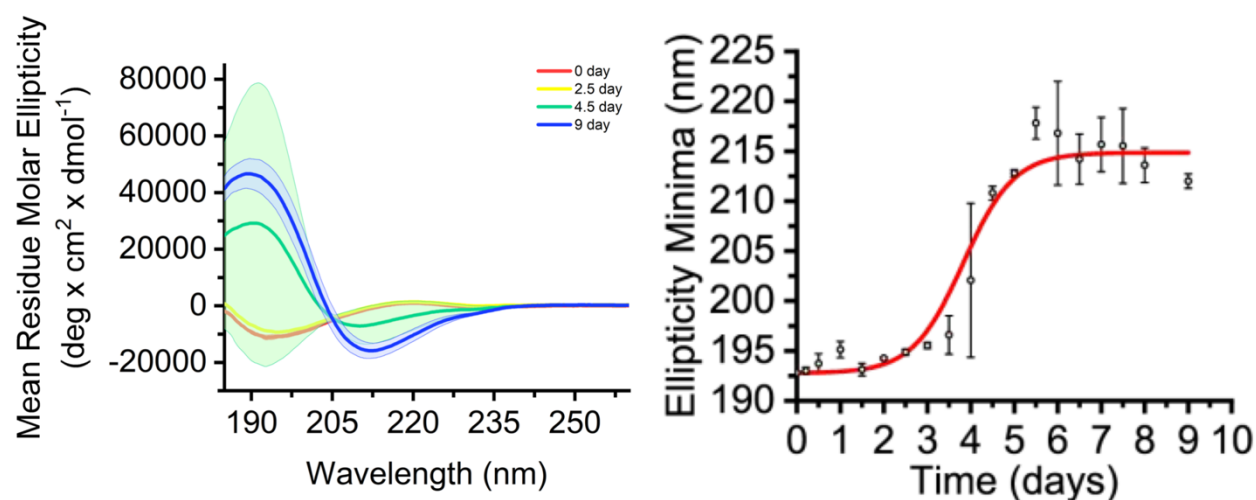 Mean Residue Molar Ellipticity
(deg x cm² x dmol⁻¹)
80000
60000
40000
20000
0
-20000
0 day
2.5 day
4.5 day
9 day
190 205 220 235 250
Wavelength (nm)
Ellipticity Minima (nm)
225
220
215
210
205
200
195
190
0 1 2 3 4 5 6 7 8 9 10
Time (days)